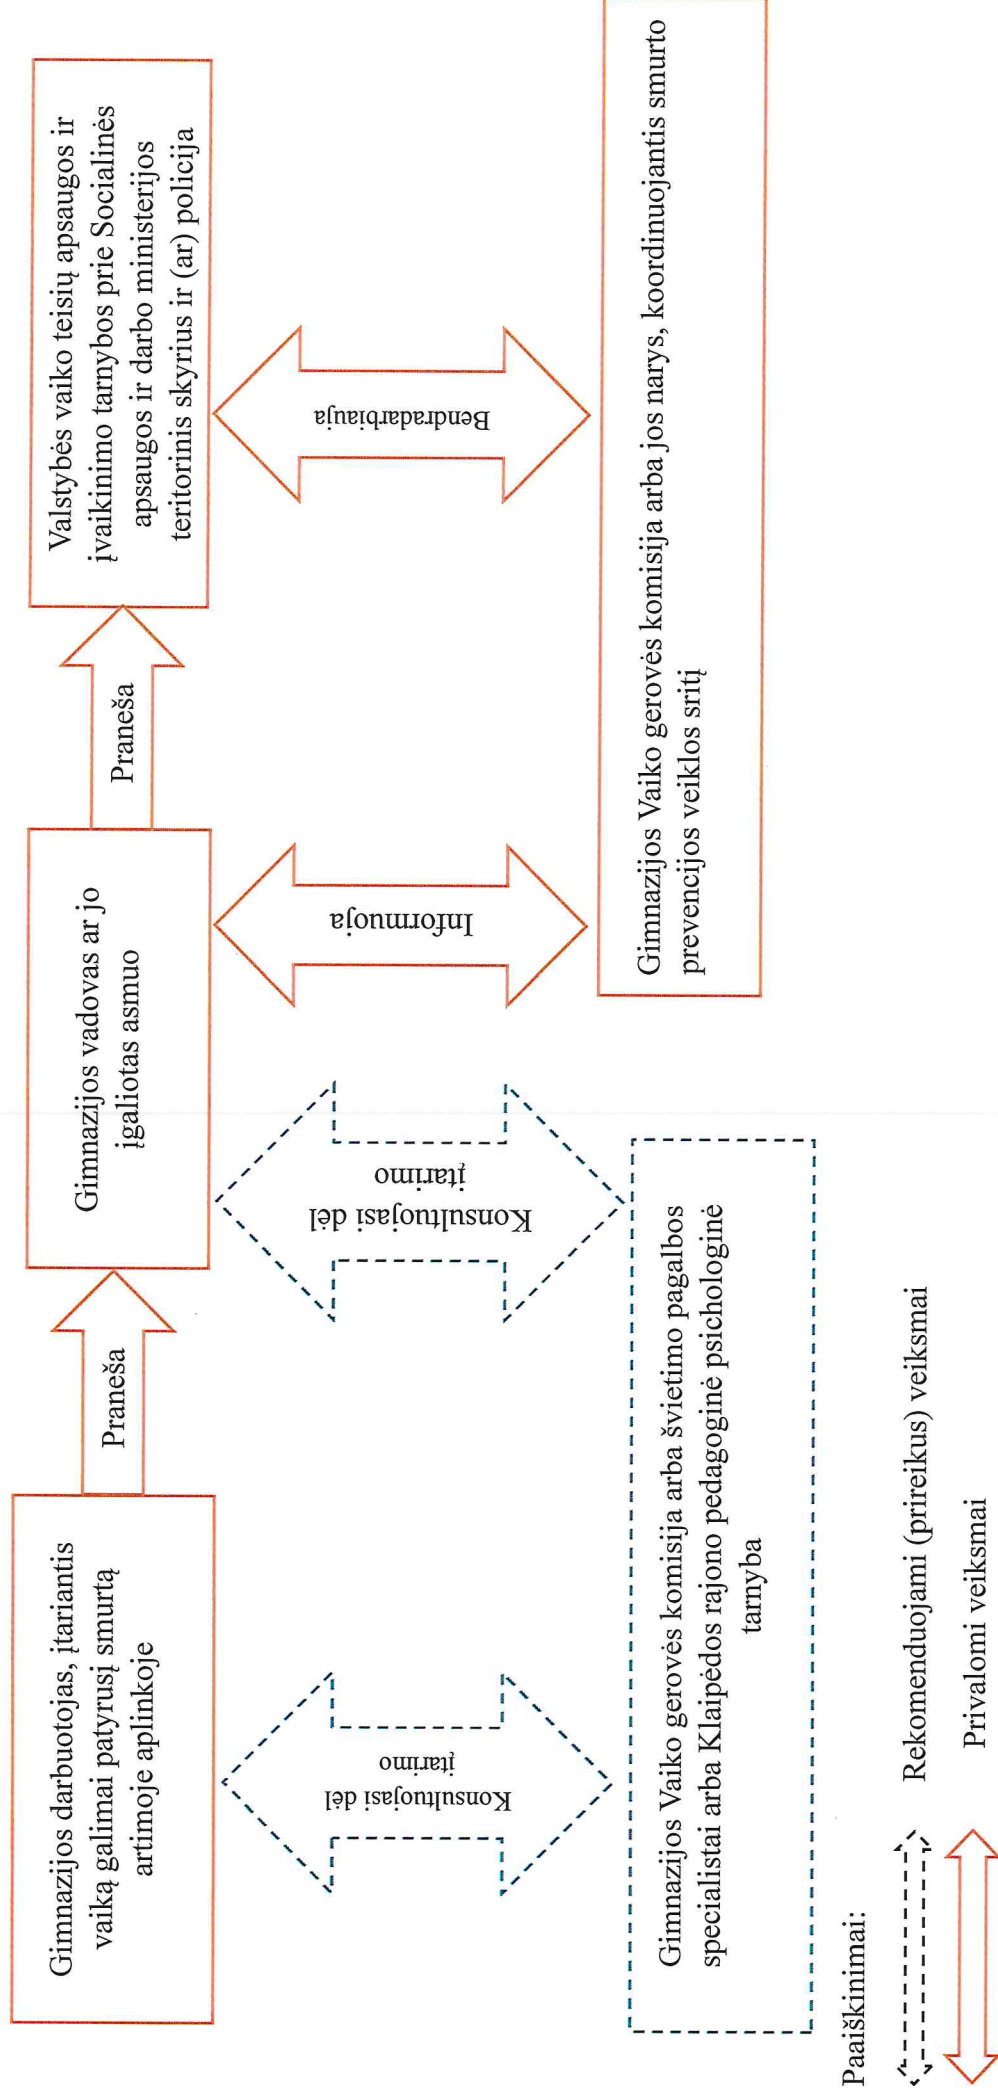 Gimnazijos darbuotojas, įtariantis
vaiką galimai patyrusį smurtą
artimoje aplinkoje
Praneša
Gimnazijos vadovas ar jo
įgaliotas asmuo
Praneša
Valstybės vaiko teisių apsaugos ir
įvaikinimo tarnybos prie Socialinės
apsaugos ir darbo ministerijos
teritorinis skyrius ir (ar) policija
Konsultuojasi dėl
įtarimo
Konsultuojasi dėl
įtarimo
Informuoja
Bendradarbiauja
Gimnazijos Vaiko gerovės komisija arba švietimo pagalbos
specialistai arba Klaipėdos rajono pedagoginė psichologinė
tarnyba
Gimnazijos Vaiko gerovės komisija arba jos narys, koordinuojantis smurto
prevencijos veiklos sritį
Paaiškinimai:
Rekomenduojami (prireikus) veiksmai
Privalomi veiksmai